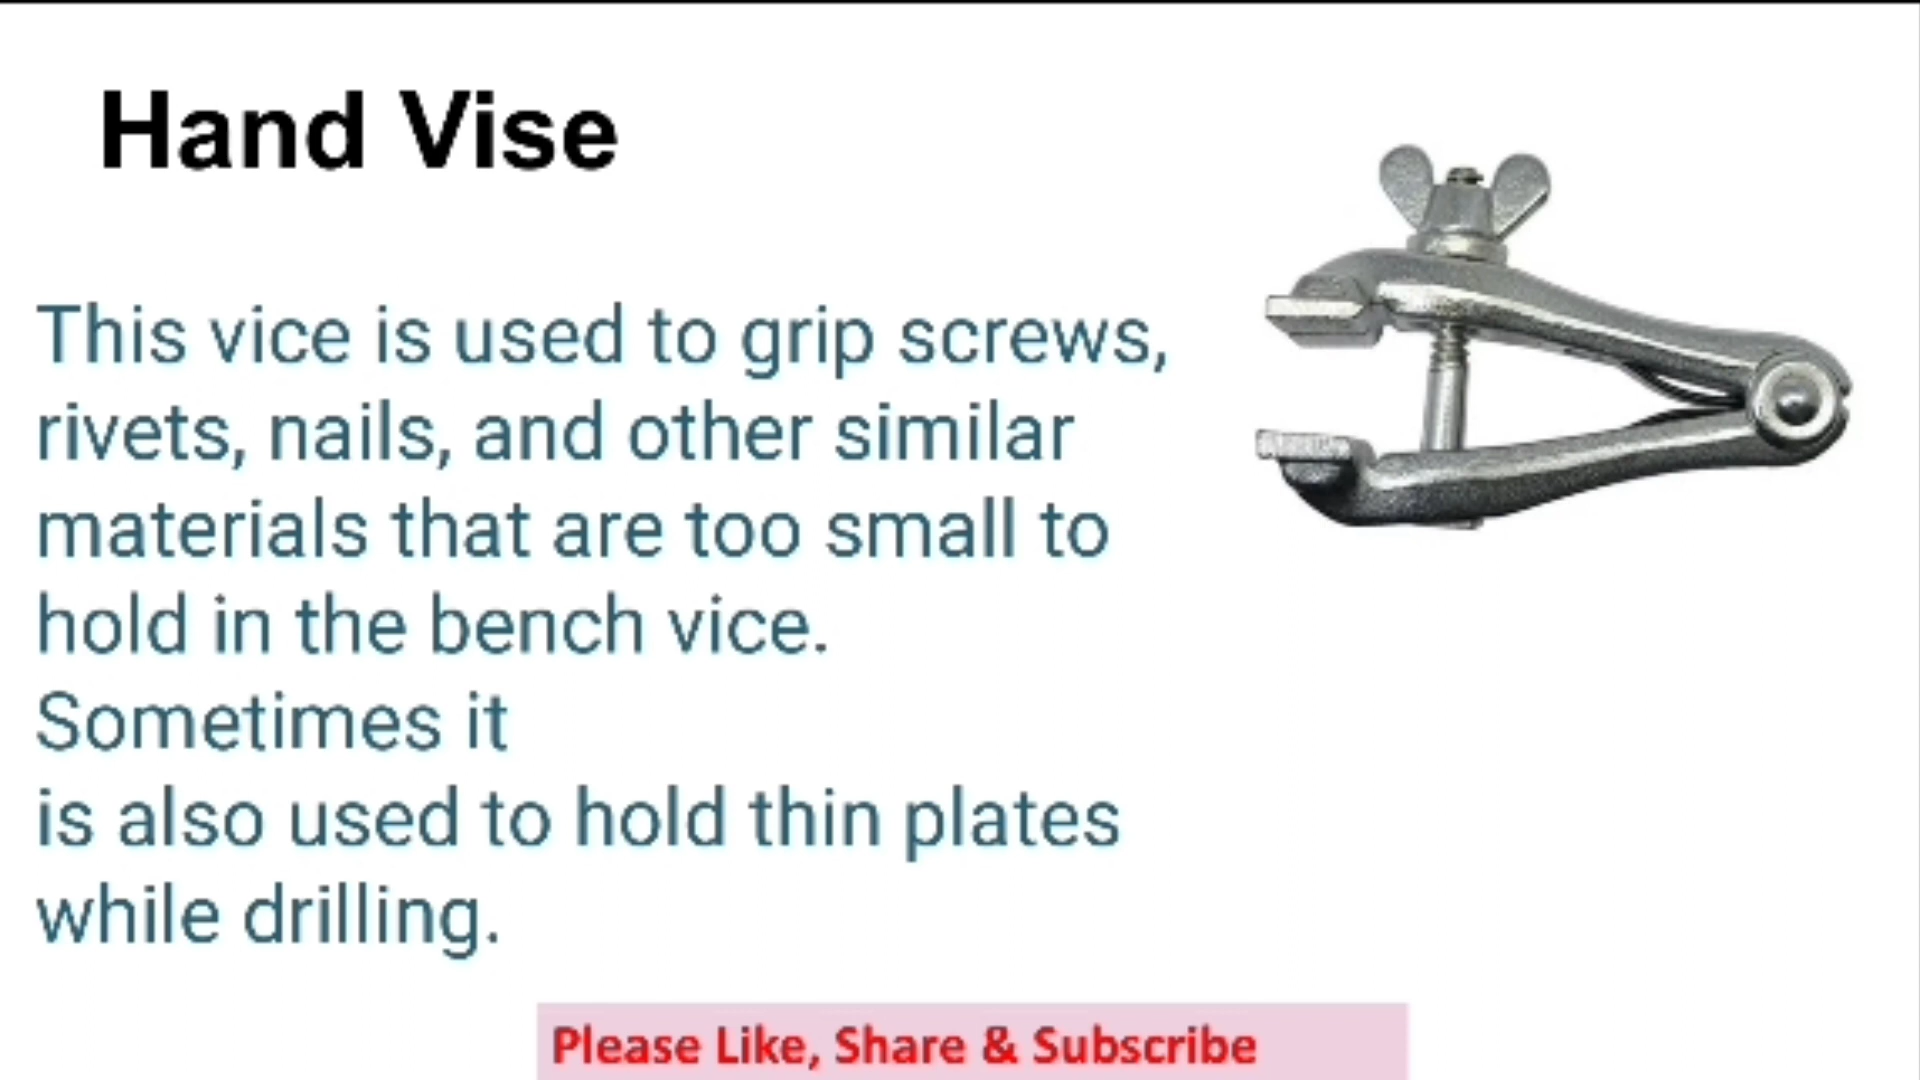 Hand Vise
This vice is used to grip screws,
rivets, nails, and other similar
materials that are too small to
hold in the bench vice.
Sometimes it
is also used to hold thin plates
while drilling.
Please Like, Share & Subscribe